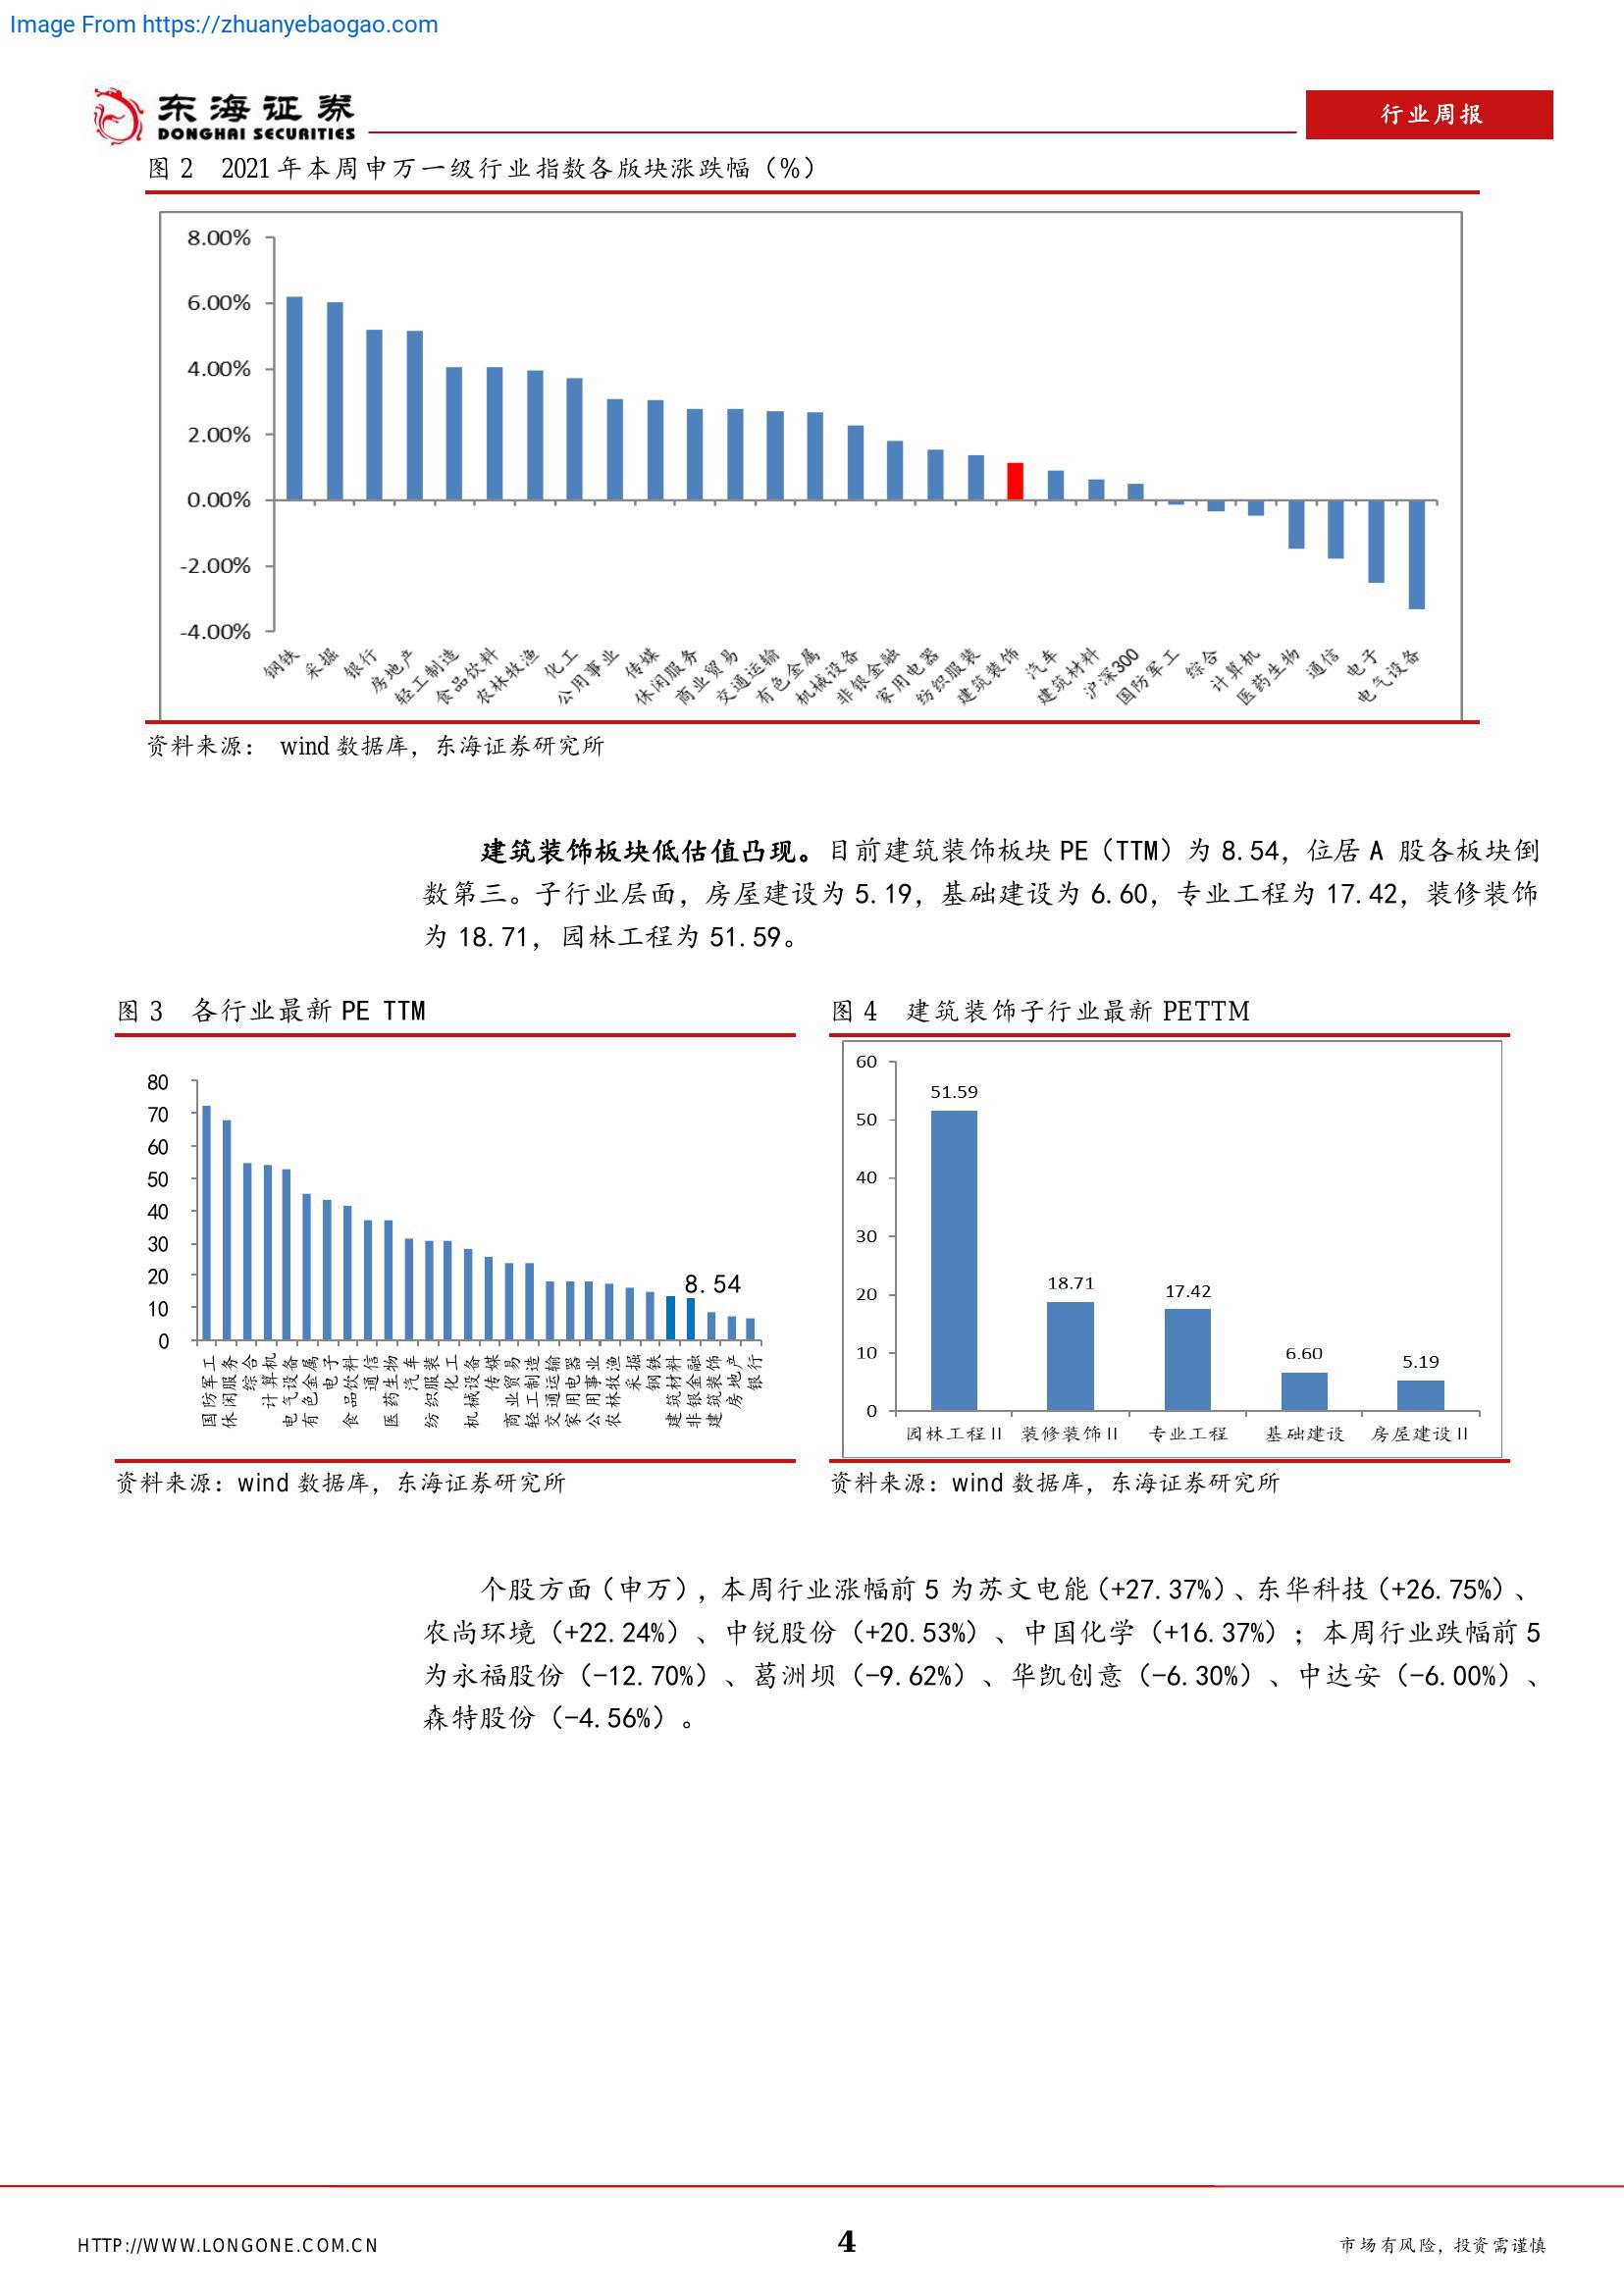 Image From https://zhuanyebaogao.com
东海证券
DONGHAI SECURITIES
行业周报
图 2 2021 年本周申万一级行业指数各版块涨跌幅（%）
8.00%
6.00%
4.00%
2.00%
0.00%
-2.00%
-4.00%
钢铁
采掘
银行
房地产
轻工制造
食品饮料
农林牧渔
化工
公用事业
传媒
休闲服务
商业贸易
交通运输
有色金属
机械设备
非银金融
家用电器
纺织服装
建筑装饰
汽车
建筑材料
沪深300
国防军工
综合
计算机
医药生物
通信
电子
电气设备
资料来源： wind 数据库，东海证券研究所
建筑装饰板块低估值凸现。目前建筑装饰板块 PE（TTM）为 8.54，位居 A 股各板块倒
数第三。子行业层面，房屋建设为 5.19，基础建设为 6.60，专业工程为 17.42，装修装饰
为 18.71，园林工程为 51.59。
图 3 各行业最新 PE TTM
80
70
60
50
40
30
20
10
0
8.54
国防军工
休闲服务
综合
计算机
电气设备
有色金属
电子
食品饮料
通信
医药生物
汽车
纺织服装
化工
机械设备
传媒
商业贸易
轻工制造
交通运输
家用电器
公用事业
农林牧渔
采掘
钢铁
建筑材料
非银金融
建筑装饰
房地产
银行
资料来源：wind 数据库，东海证券研究所
图 4 建筑装饰子行业最新 PETTM
60
50
40
30
20
10
0
51.59
18.71
17.42
6.60
5.19
园林工程II
装修装饰II
专业工程
基础建设
房屋建设II
资料来源：wind 数据库，东海证券研究所
个股方面（申万），本周行业涨幅前 5 为苏文电能（+27.37%）、东华科技（+26.75%）、
农尚环境（+22.24%）、中锐股份（+20.53%）、中国化学（+16.37%）；本周行业跌幅前 5
为永福股份（-12.70%）、葛洲坝（-9.62%）、华凯创意（-6.30%）、中达安（-6.00%）、
森特股份（-4.56%）。
HTTP://WWW.LONGONE.COM.CN
4
市场有风险，投资需谨慎